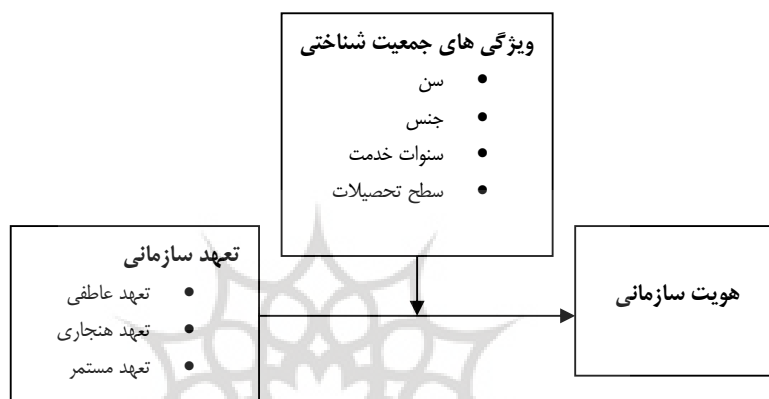 ویژگی های جمعیت شناختی
● سن
● جنس
● سنوات خدمت
● سطح تحصیلات
تعهد سازمانی
● تعهد عاطفی
● تعهد هنجاری
● تعهد مستمر
هویت سازمانی